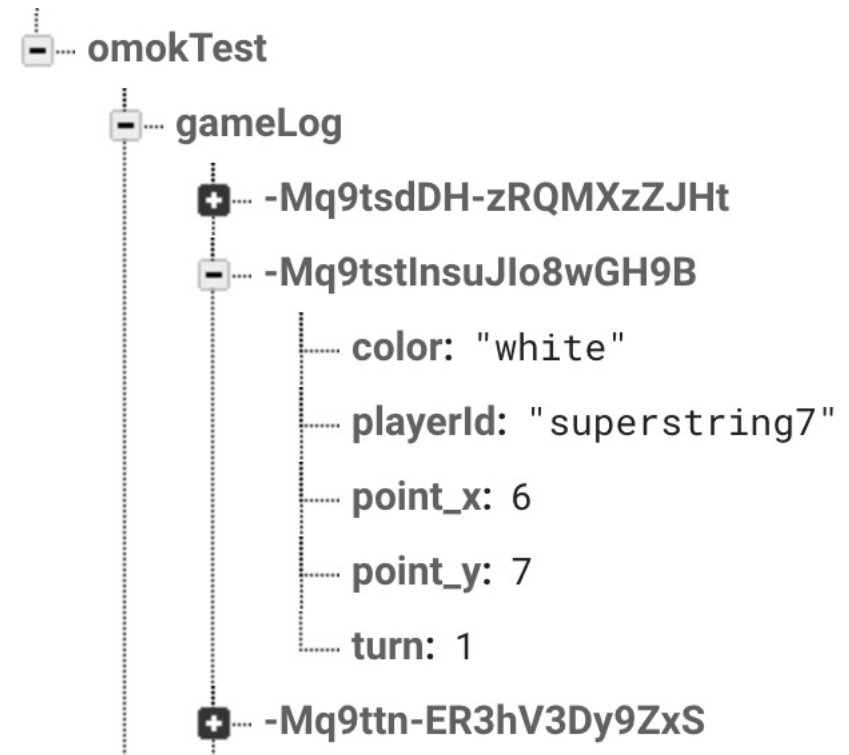 omokTest
gameLog
-Mq9tsdDH-zRQMXzZJHt
-Mq9tstInsuJIo8wGH9B
color: "white"
playerId: "superstring7"
point_x: 6
point_y: 7
turn: 1
-Mq9ttn-ER3hV3Dy9ZxS